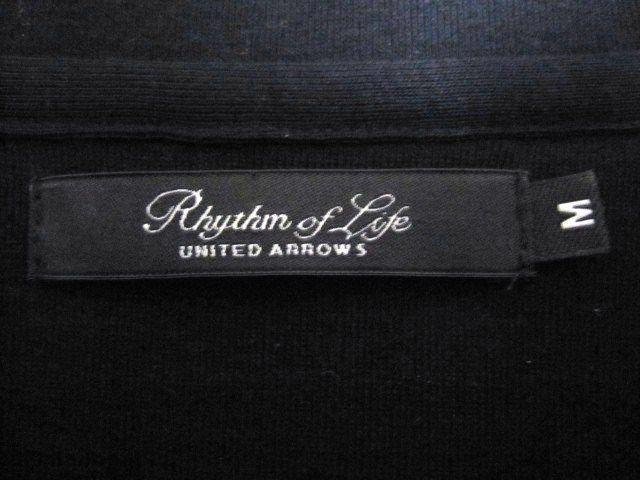 Rhythm of Life
UNITED ARROWS
M